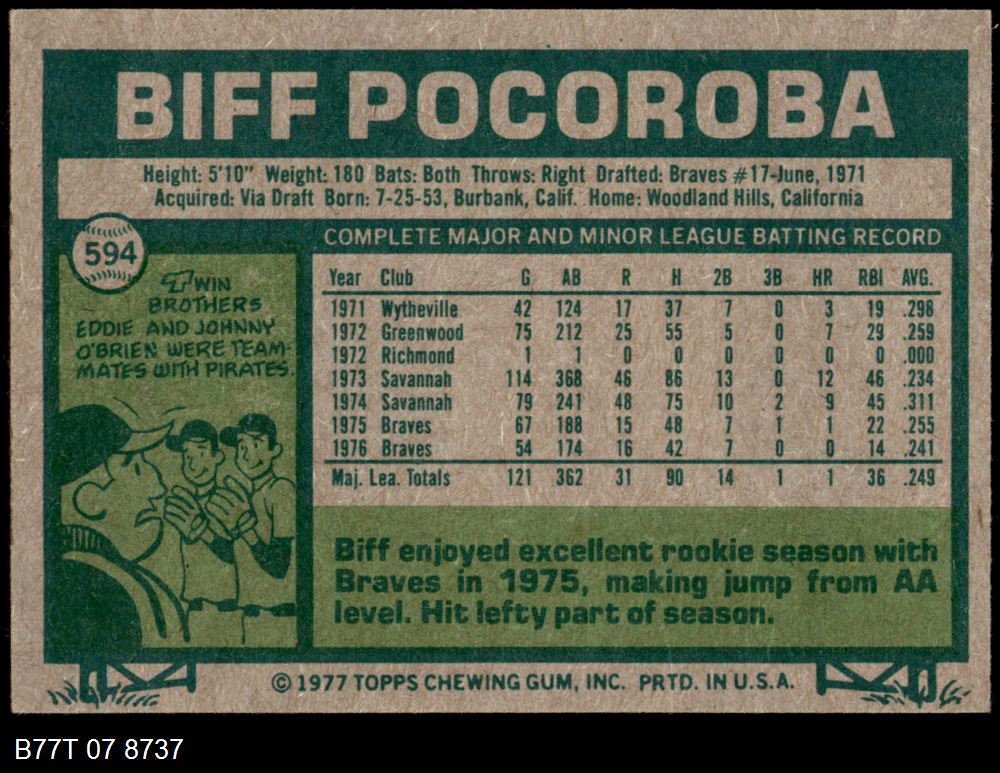 BIFF POCOROBA
Height: 5'10" Weight: 180 Bats: Both Throws: Right Drafted: Braves #17-June, 1971
Acquired: Via Draft Born: 7-25-53, Burbank, Calif. Home: Woodland Hills, California
594
TWIN
BROTHERS
EDDIE AND JOHNNY
O'BRIEN WERE TEAM-
MATES WITH PIRATES.
COMPLETE MAJOR AND MINOR LEAGUE BATTING RECORD
Year Club G AB R H 2B 3B HR RBI AVG.
1971 Wytheville 42 124 17 37 7 0 3 19 .298
1972 Greenwood 75 212 25 55 5 0 7 29 .259
1972 Richmond 1 1 0 0 0 0 0 0 .000
1973 Savannah 114 368 46 86 13 0 12 46 .234
1974 Savannah 79 241 48 75 10 2 9 45 .311
1975 Braves 67 188 15 48 7 1 1 22 .255
1976 Braves 54 174 16 42 7 0 0 14 .241
Maj. Lea. Totals 121 362 31 90 14 1 1 36 .249
Biff enjoyed excellent rookie season with
Braves in 1975, making jump from AA
level. Hit lefty part of season.
© 1977 TOPPS CHEWING GUM, INC. PRTD. IN U.S.A.
B77T 07 8737